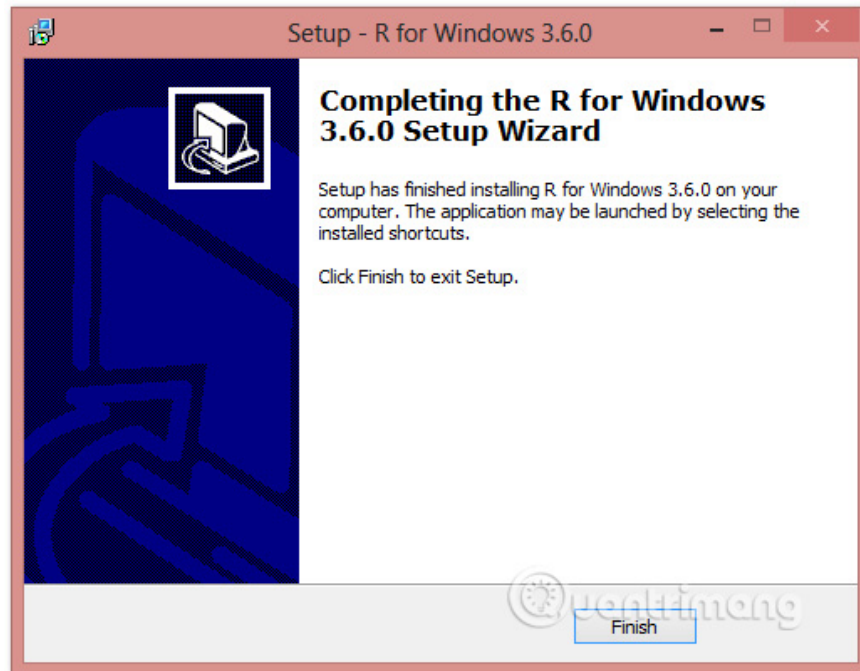 Setup - R for Windows 3.6.0
Completing the R for Windows
3.6.0 Setup Wizard
Setup has finished installing R for Windows 3.6.0 on your
computer. The application may be launched by selecting the
installed shortcuts.
Click Finish to exit Setup.
Quantrimang
Finish